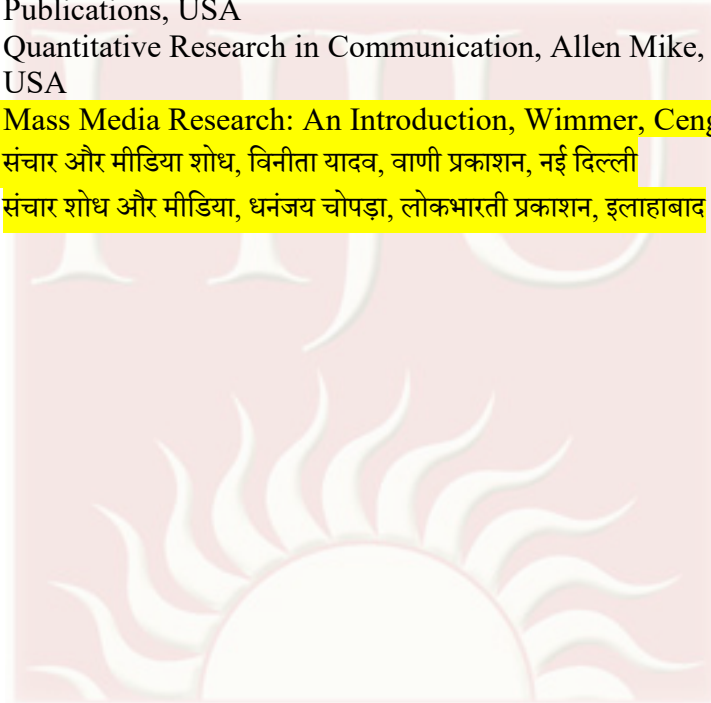 Publications, USA
Quantitative Research in Communication, Allen Mike,
USA
Mass Media Research: An Introduction, Wimmer,
संचार और मीडिया शोध, विनीता यादव, वाणी प्रकाशन, नई दिल्ली
संचार शोध और मीडिया, धनंजय चोपड़ा, लोकभारती प्रकाशन, इलाहाबाद
HJU